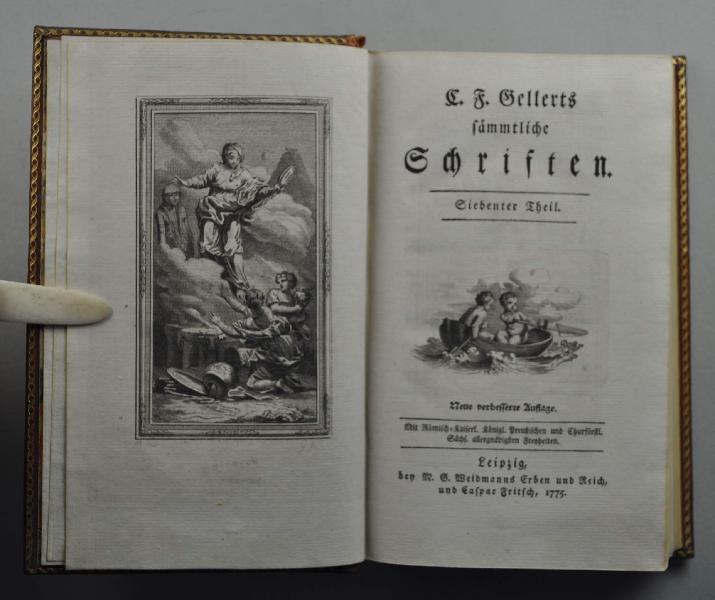 C. F. Gellerts
sämmtliche
Schriften.
Siebenter Theil.
Neue verbesserte Auflage.
Mit Römisch-Kaiserl. Königl. Preußischen und Churfürstl.
Sächs. allergnädigsten Freyheiten.
Leipzig,
bey M. G. Weidmanns Erben und Reich,
und Caspar Fritsch, 1775.